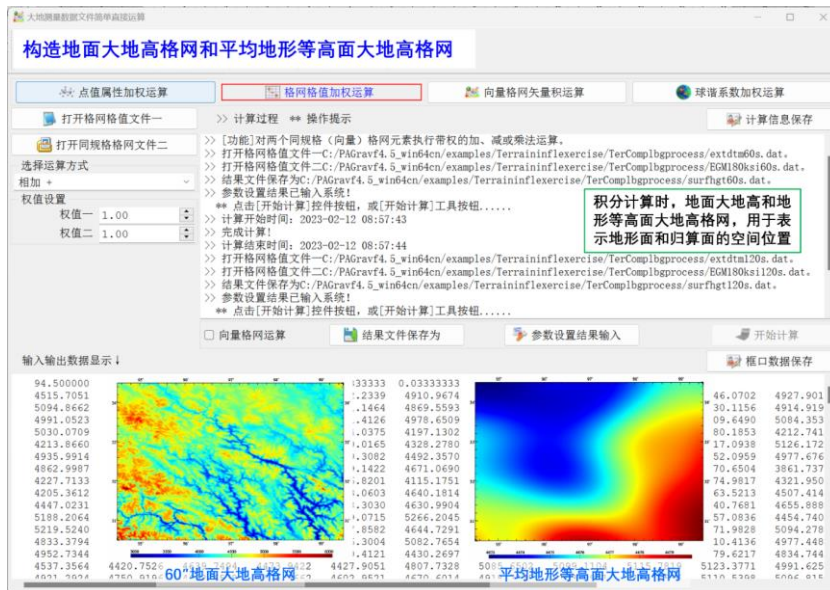 大地测量数据文件简单直接运算
构造地面大地高格网和平均地形等高面大地高格网
点值属性加权运算
格网格值加权运算
向量格网矢量积运算
球谐系数加权运算
打开格网格值文件一
>> 计算过程 ** 操作提示
计算信息保存
打开同规格格网文件二
选择运算方式
相加 +
权值设置
权值一 1.00
权值二 1.00
>> [功能]对两个同规格（向量）格网元素执行带权的加、减或乘法运算。
>> 打开格网格值文件一C:/PAGravf4.5_win64cn/examples/Terraininflexercise/TerComplbgprocess/extdtm60s.dat。
>> 打开格网格值文件二C:/PAGravf4.5_win64cn/examples/Terraininflexercise/TerComplbgprocess/EGM180ksi60s.dat。
>> 结果文件保存为C:/PAGravf4.5_win64cn/examples/Terraininflexercise/TerComplbgprocess/surfhgt60s.dat。
>> 参数设置结果已输入系统！
** 点击[开始计算]控件按钮，或[开始计算]工具按钮......
>> 计算开始时间：2023-02-12 08:57:43
>> 完成计算！
>> 计算结束时间：2023-02-12 08:57:44
>> 打开格网格值文件一C:/PAGravf4.5_win64cn/examples/Terraininflexercise/TerComplbgprocess/extdtm120s.dat。
>> 打开格网格值文件二C:/PAGravf4.5_win64cn/examples/Terraininflexercise/TerComplbgprocess/EGM180ksi120s.dat。
>> 结果文件保存为C:/PAGravf4.5_win64cn/examples/Terraininflexercise/TerComplbgprocess/surfhgt120s.dat。
>> 参数设置结果已输入系统！
** 点击[开始计算]控件按钮，或[开始计算]工具按钮......
积分计算时，地面大地高和地
形等高面大地高格网，用于表
示地形面和归算面的空间位置
向量格网运算
结果文件保存为
参数设置结果输入
开始计算
输入输出数据显示↓
框口数据保存
94.500000 33333 0.03333333
4515.7051 .2339 4910.9674 46.0702 4927.901
5094.8662 .1464 4869.5593 30.1156 4914.919
4991.0523 .4126 4978.6509 09.6490 5084.353
5030.0709 .0375 4197.1302 80.1853 4212.741
4213.8660 .0165 4328.2780 17.0938 5126.172
4935.9914 .3082 4492.3570 52.0959 4977.676
4862.9987 .1422 4671.0690 70.6504 3861.737
4227.7133 .8201 4115.1751 74.9817 4321.950
4205.3612 .0603 4640.1814 63.5213 4507.414
4447.0231 .3030 4630.9904 40.7681 4655.888
5188.2064 .0715 5266.2045 57.0836 4454.740
5219.5240 .8582 4644.7291 71.9828 5094.278
4833.3794 .3004 5082.7654 10.4136 4977.448
4952.7344 .4121 4430.2697 79.6217 4834.744
4537.3564 4420.7526 4427.9051 4807.7328 5123.3771 4991.625
60″地面大地高格网
平均地形等高面大地高格网